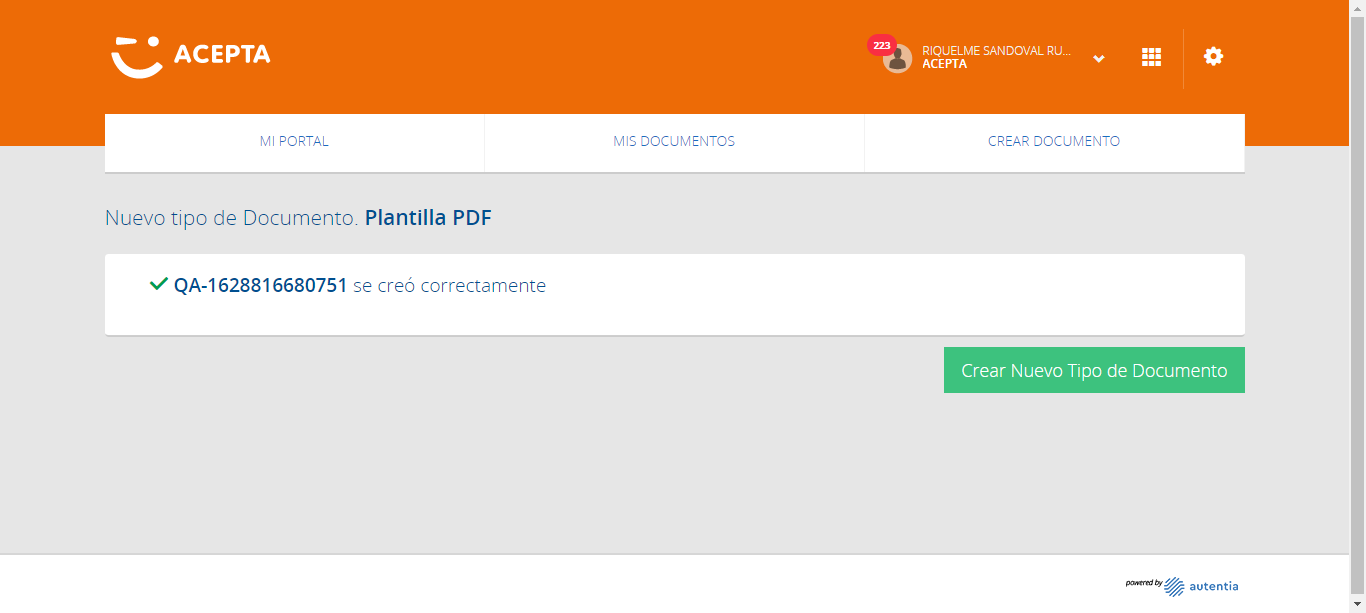 ACEPTA
223
RIQUELME SANDOVAL RU...
ACEPTA
MI PORTAL
MIS DOCUMENTOS
CREAR DOCUMENTO
Nuevo tipo de Documento. Plantilla PDF
QA-1628816680751 se creó correctamente
Crear Nuevo Tipo de Documento
powered by autentia